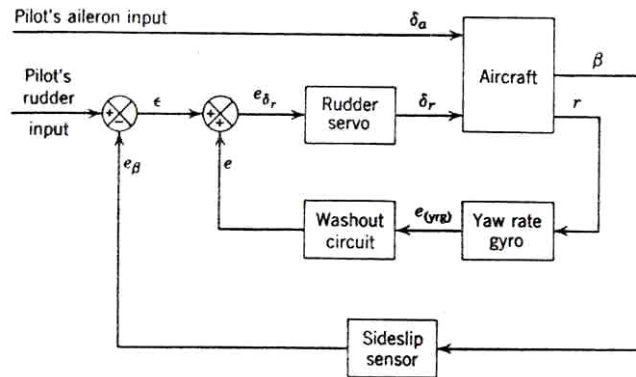 Pilot's aileron input
δa
Pilot's
rudder
input
+
−
ϵ
+
+
eδr
Rudder
servo
δr
Aircraft
β
r
eβ
e
Washout
circuit
e(yrg)
Yaw rate
gyro
Sideslip
sensor